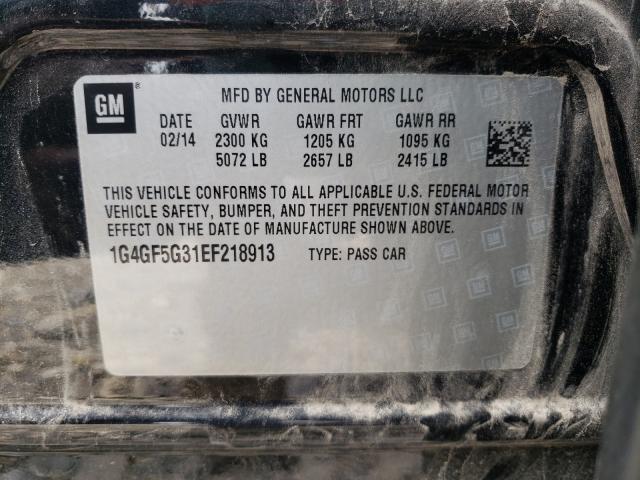 GM
MFD BY GENERAL MOTORS LLC
DATE GVWR GAWR FRT GAWR RR
02/14 2300 KG 1205 KG 1095 KG
5072 LB 2657 LB 2415 LB
THIS VEHICLE CONFORMS TO ALL APPLICABLE U.S. FEDERAL MOTOR
VEHICLE SAFETY, BUMPER, AND THEFT PREVENTION STANDARDS IN
EFFECT ON THE DATE OF MANUFACTURE SHOWN ABOVE.
1G4GF5G31EF218913 TYPE: PASS CAR